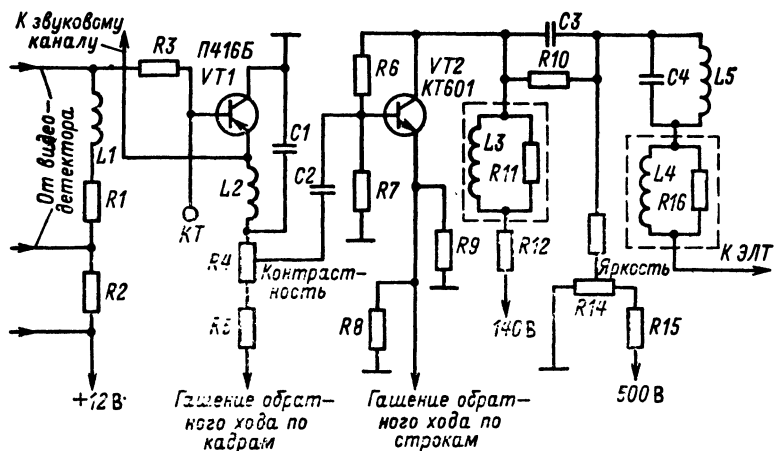 К звуковому
каналу
R3
П416Б
VT1
C3
R6
VT2
КТ601
R10
C4
L5
От видео-
детектора
L1
C1
L3
R11
L2
C2
R7
L4
R16
R1
КТ
R4
Контраст-
ность
R9
R12
К ЭЛТ
Яркость
R2
R5
R8
140 В
R14
R15
+12 В
Гашение обрат-
ного хода по
кадрам
Гашение обрат-
ного хода по
строкам
500 В